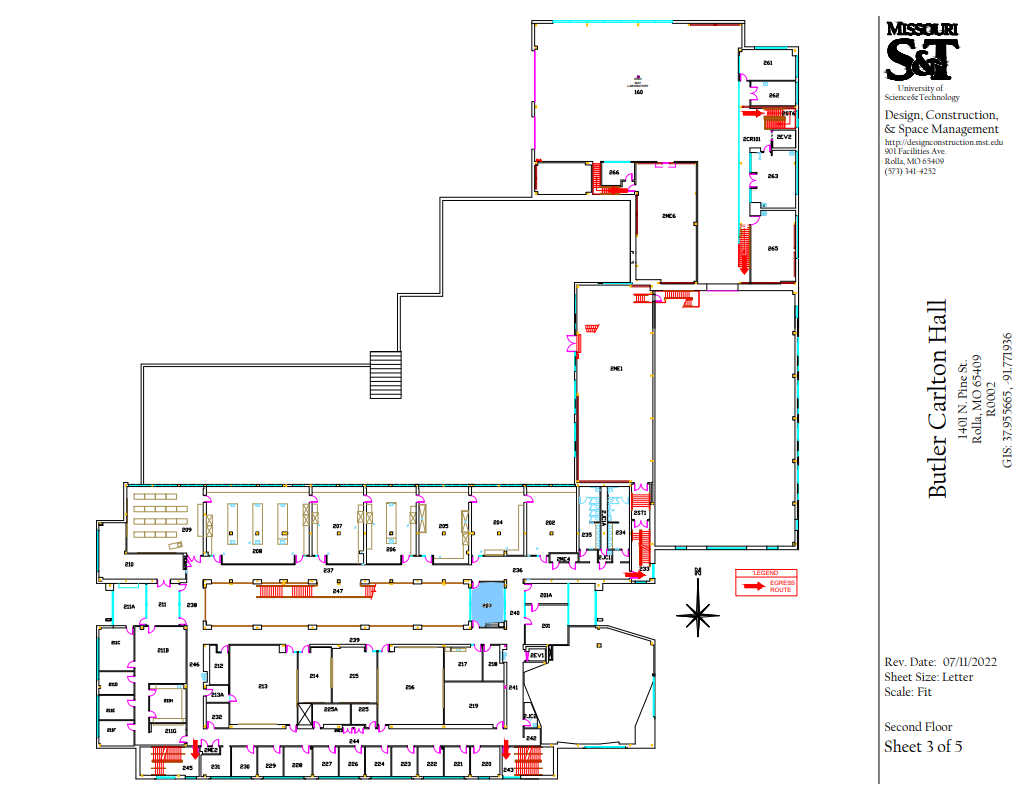 MISSOURI
S&T
University of
Science&Technology
Design, Construction,
& Space Management
http://designconstruction.mst.edu
901 Facilities Ave.
Rolla, MO 65409
(573) 341-4252
Butler Carlton Hall
1401 N. Pine St.
Rolla, MO 65409
R0002
GIS: 37.955665, -91.771936
Rev. Date: 07/11/2022
Sheet Size: Letter
Scale: Fit
Second Floor
Sheet 3 of 5
LEGEND
EGRESS
ROUTE
N
LABORATORY
160
261
262
2ST6
2CR101
2EV2
263
266
2ME6
265
2ME1
209
208
207
206
205
204
202
235
234
2ST1
2ME4
210
237
236
233
211A
211
238
247
203
240
201A
201
239
211C
211B
246
212
213
214
215
216
217
218
2EV1
211D
213A
241
219
211E
211H
232
225A
225
211F
211G
242
244
2ME2
245
231
230
229
228
227
226
224
223
222
221
220
243